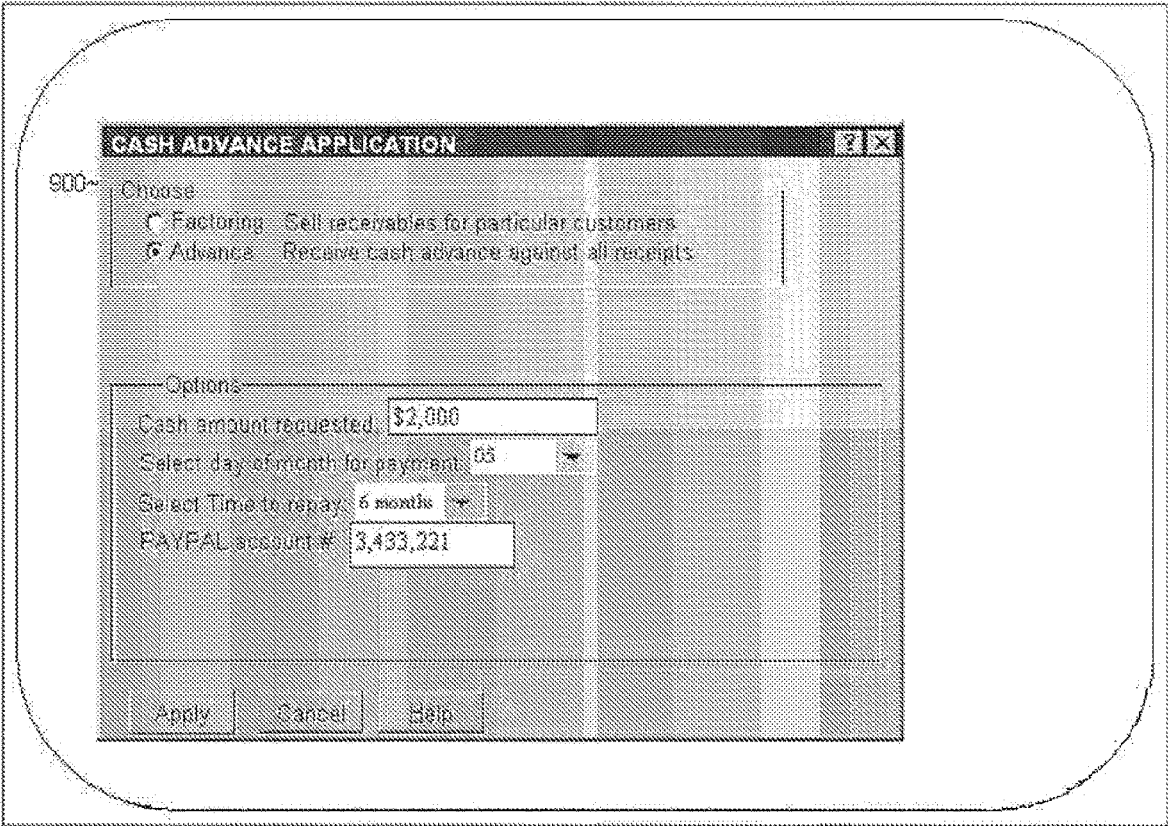 CASH ADVANCE APPLICATION ? X
900~
Choose
Factoring Sell receivables for particular customers
Advance Receive cash advance against all receipts
Options
Cash amount requested: $2,000
Select day of month for payment: 05
Select Time to repay: 6 months
PAYPAL account # 3,433,221
Apply Cancel Help